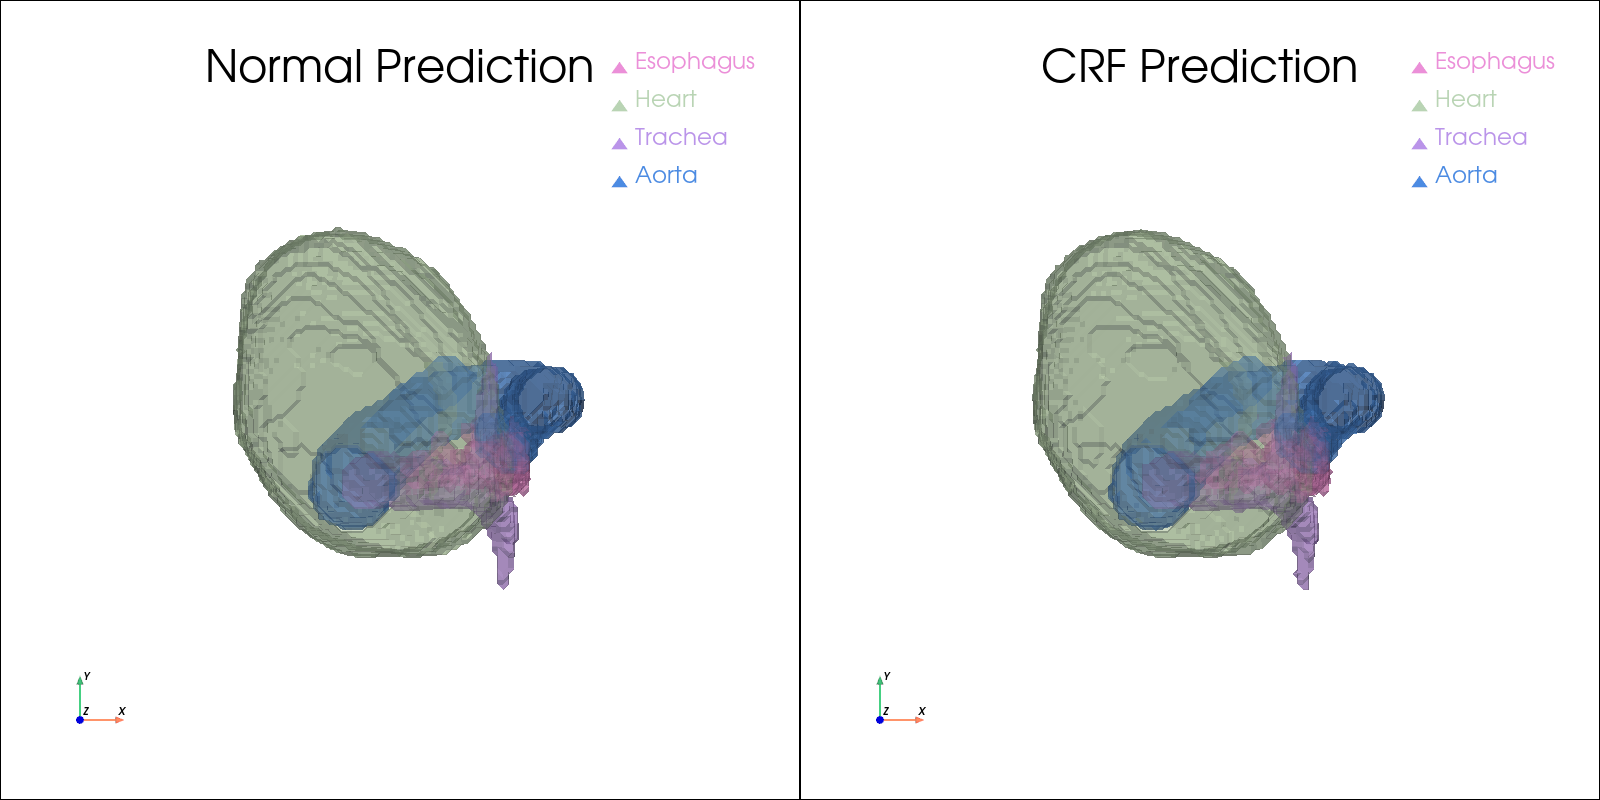 Normal Prediction
Esophagus
Heart
Trachea
Aorta
Y
Z X
CRF Prediction
Esophagus
Heart
Trachea
Aorta
Y
Z X